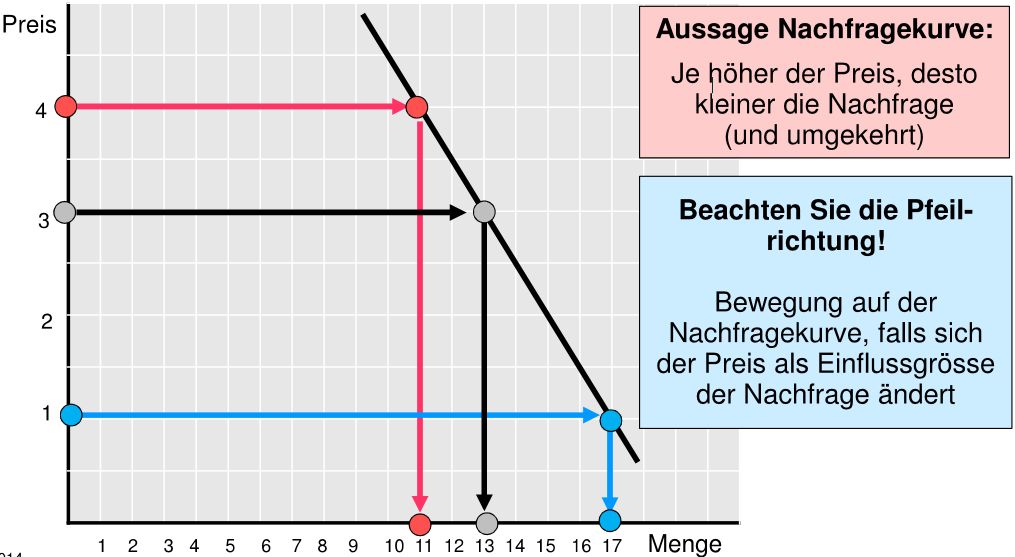 Preis
Aussage Nachfragekurve:
Je höher der Preis, desto
kleiner die Nachfrage
(und umgekehrt)
4
3
2
1
Beachten Sie die Pfeil-
richtung!
Bewegung auf der
Nachfragekurve, falls sich
der Preis als Einflussgrösse
der Nachfrage ändert
1 2 3 4 5 6 7 8 9 10 11 12 13 14 15 16 17 Menge